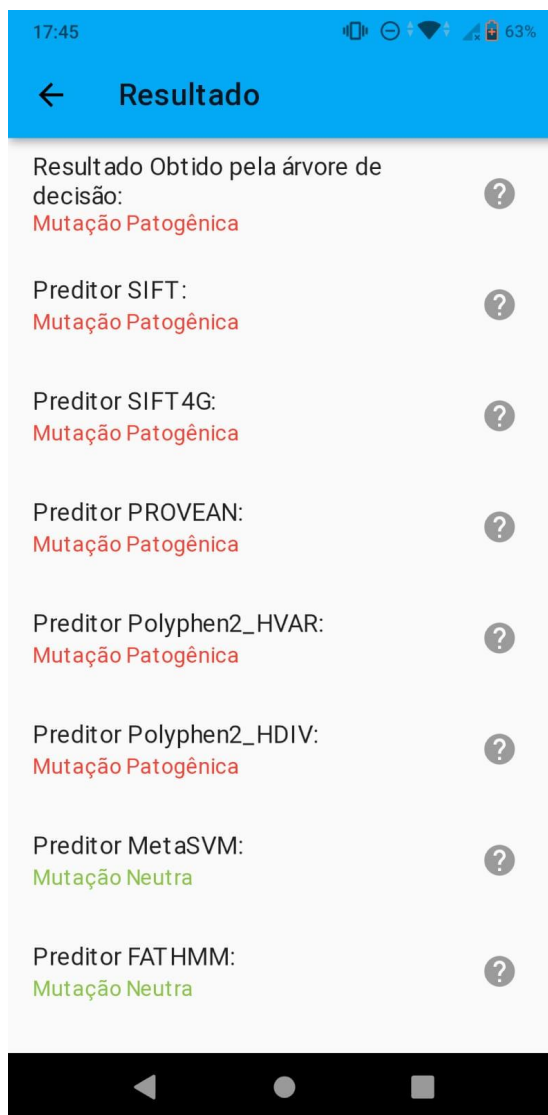 17:45
63%
Resultado
Resultado Obtido pela árvore de
decisão:
Mutação Patogênica
Preditor SIFT:
Mutação Patogênica
Preditor SIFT4G:
Mutação Patogênica
Preditor PROVEAN:
Mutação Patogênica
Preditor Polyphen2_HVAR:
Mutação Patogênica
Preditor Polyphen2_HDIV:
Mutação Patogênica
Preditor MetaSVM:
Mutação Neutra
Preditor FATHMM:
Mutação Neutra